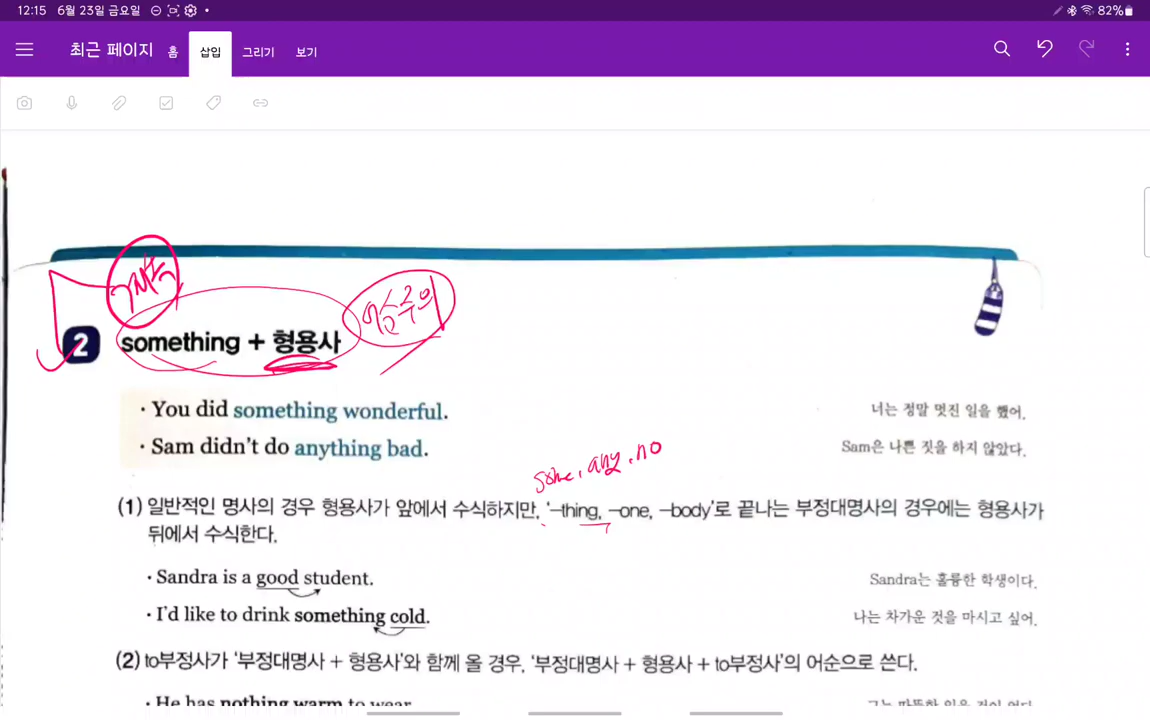 12:15 6월 23일 금요일 82%
최근 페이지 홈 삽입 그리기 보기
어순주의
2 something + 형용사
· You did something wonderful. 너는 정말 멋진 일을 했어.
· Sam didn't do anything bad. Sam은 나쁜 짓을 하지 않았다.
some, any, no
(1) 일반적인 명사의 경우 형용사가 앞에서 수식하지만, ‘–thing, –one, –body’로 끝나는 부정대명사의 경우에는 형용사가
뒤에서 수식한다.
· Sandra is a good student. Sandra는 훌륭한 학생이다.
· I'd like to drink something cold. 나는 차가운 것을 마시고 싶어.
(2) to부정사가 ‘부정대명사 + 형용사’와 함께 올 경우, ‘부정대명사 + 형용사 + to부정사’의 어순으로 쓴다.
· He has nothing warm to wear.